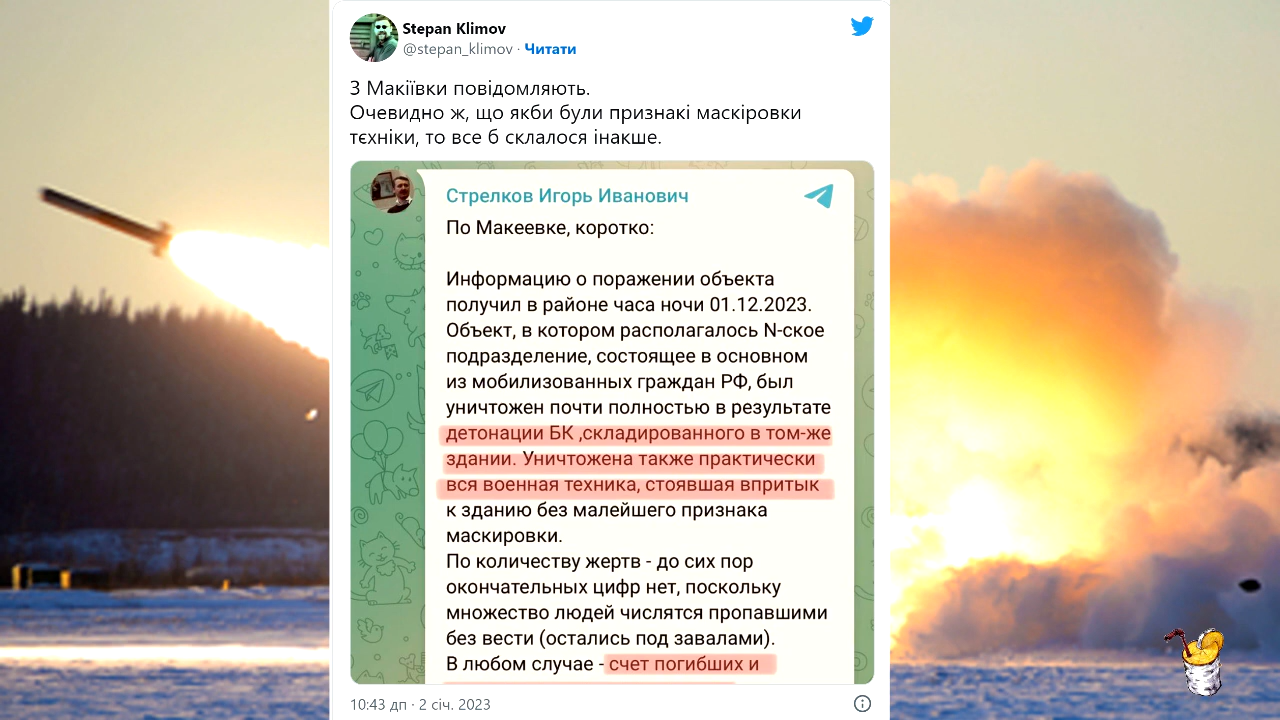 Stepan Klimov
@stepan_klimov · Читати
З Макіївки повідомляють.
Очевидно ж, що якби були признакі маскіровки
тєхніки, то все б склалося інакше.
Стрелков Игорь Иванович
По Макеевке, коротко:
Информацию о поражении объекта
получил в районе часа ночи 01.12.2023.
Объект, в котором располагалось N-ское
подразделение, состоящее в основном
из мобилизованных граждан РФ, был
уничтожен почти полностью в результате
детонации БК ,складированного в том-же
здании. Уничтожена также практически
вся военная техника, стоявшая впритык
к зданию без малейшего признака
маскировки.
По количеству жертв - до сих пор
окончательных цифр нет, поскольку
множество людей числятся пропавшими
без вести (остались под завалами).
В любом случае - счет погибших и
10:43 дп · 2 січ. 2023